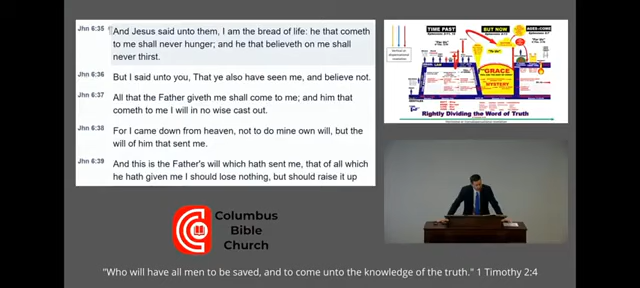 Jhn 6:35 ¶And Jesus said unto them, I am the bread of life: he that cometh
to me shall never hunger; and he that believeth on me shall
never thirst.
Jhn 6:36 But I said unto you, That ye also have seen me, and believe not.
Jhn 6:37 All that the Father giveth me shall come to me; and him that
cometh to me I will in no wise cast out.
Jhn 6:38 For I came down from heaven, not to do mine own will, but the
will of him that sent me.
Jhn 6:39 And this is the Father's will which hath sent me, that of all which
he hath given me I should lose nothing, but should raise it up
TIME PAST
BUT NOW
AGES-COME
GRACE
MYSTERY
Rightly Dividing the Word of Truth
Columbus
Bible
Church
"Who will have all men to be saved, and to come unto the knowledge of the truth." 1 Timothy 2:4